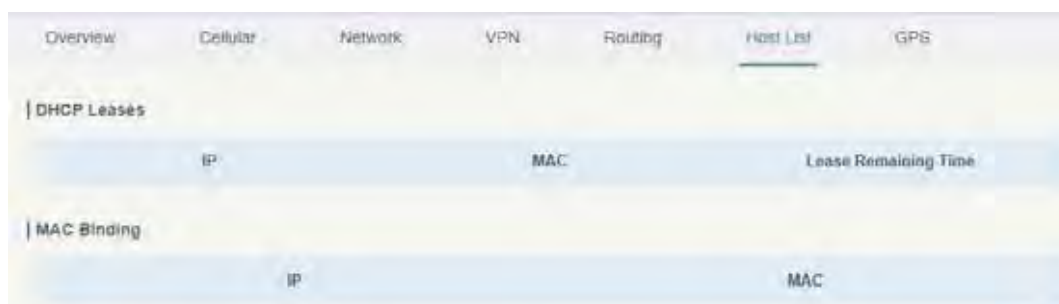 Overview Cellular Network VPN Routing Host List GPS
DHCP Leases
IP MAC Lease Remaining Time
MAC Binding
IP MAC